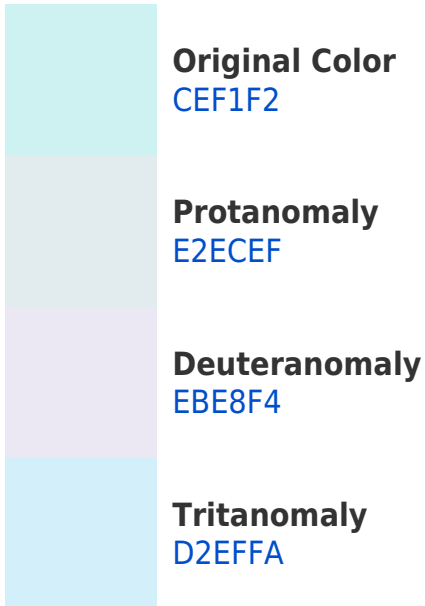 Original Color
CEF1F2
Protanomaly
E2ECEF
Deuteranomaly
EBE8F4
Tritanomaly
D2EFFA